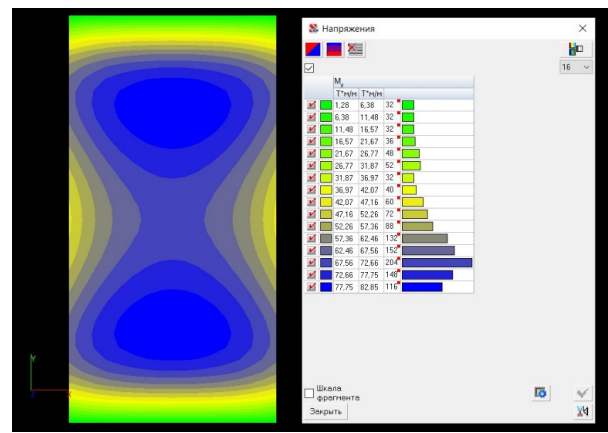 Напряжения
16
My
Т*м/м Т*м/м
1,28 6,38 32
6,38 11,48 32
11,48 16,57 32
16,57 21,67 36
21,67 26,77 48
26,77 31,87 52
31,87 36,97 32
36,97 42,07 40
42,07 47,16 60
47,16 52,26 72
52,26 57,36 88
57,36 62,46 132
62,46 67,56 152
67,56 72,66 204
72,66 77,75 148
77,75 82,85 116
Y
Z X
Шкала
фрагмента
Закрыть